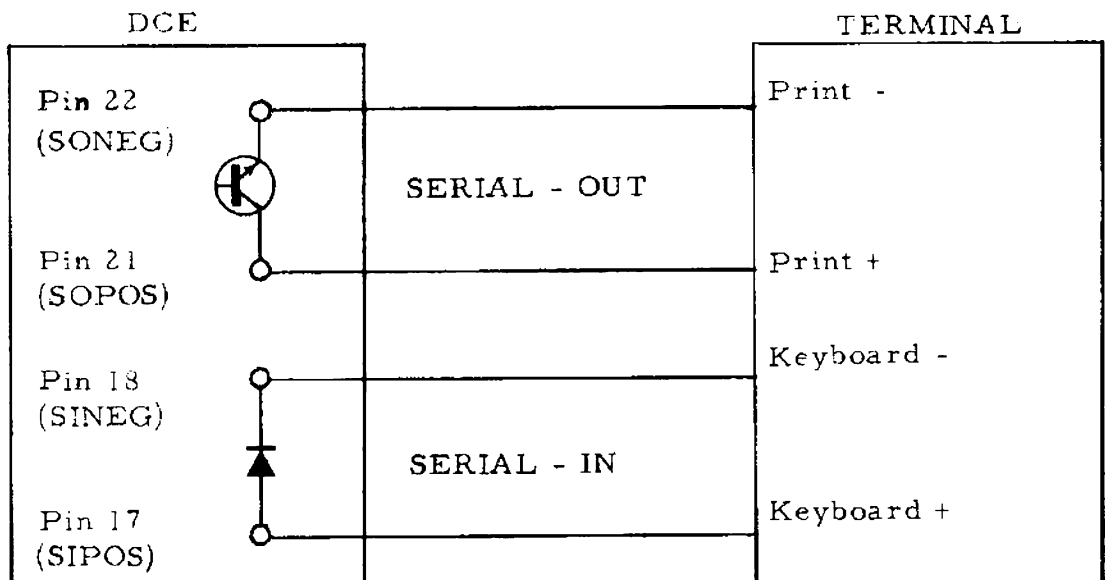 DCE
TERMINAL
Pin 22
(SONEG)
Print -
SERIAL - OUT
Pin 21
(SOPOS)
Print +
Pin 18
(SINEG)
Keyboard -
SERIAL - IN
Pin 17
(SIPOS)
Keyboard +